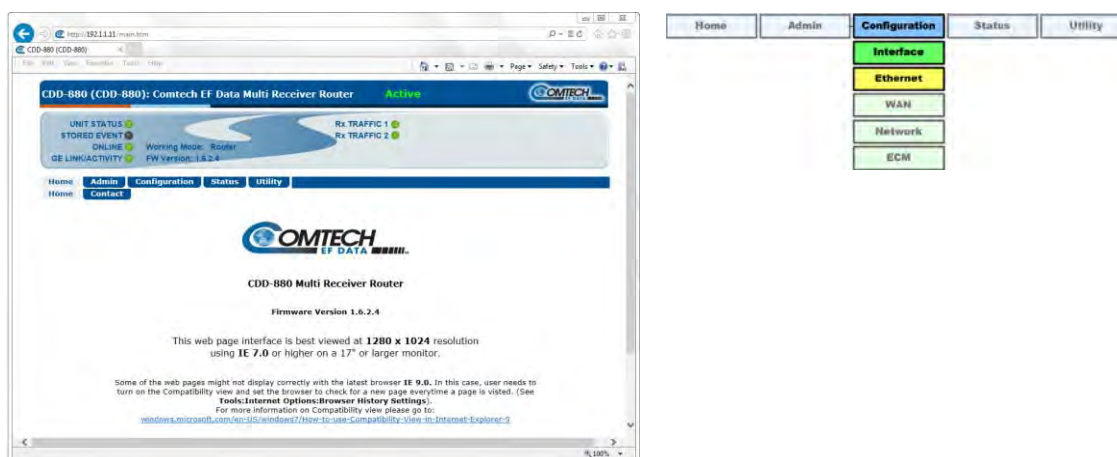 http://192.1.1.11/main.htm
CDD-880 (CDD-880)
File Edit View Favorites Tools Help
Page Safety Tools
CDD-880 (CDD-880): Comtech EF Data Multi Receiver Router Active
COMTECH
UNIT STATUS Rx TRAFFIC 1
STORED EVENT Rx TRAFFIC 2
ONLINE Working Mode: Router
GE LINK/ACTIVITY FW Version: 1.6.2.4
Home Admin Configuration Status Utility
Home Contact
COMTECH
EF DATA
CDD-880 Multi Receiver Router
Firmware Version 1.6.2.4
This web page interface is best viewed at 1280 x 1024 resolution
using IE 7.0 or higher on a 17" or larger monitor.
Some of the web pages might not display correctly with the latest browser IE 9.0. In this case, user needs to
turn on the Compatibility view and set the browser to check for a new page everytime a page is visted. (See
Tools:Internet Options:Browser History Settings).
For more information on Compatibility view please go to:
windows.microsoft.com/en-US/windows7/How-to-use-Compatibility-View-in-Internet-Explorer-9
100%
Home Admin Configuration Status Utility
Interface
Ethernet
WAN
Network
ECM